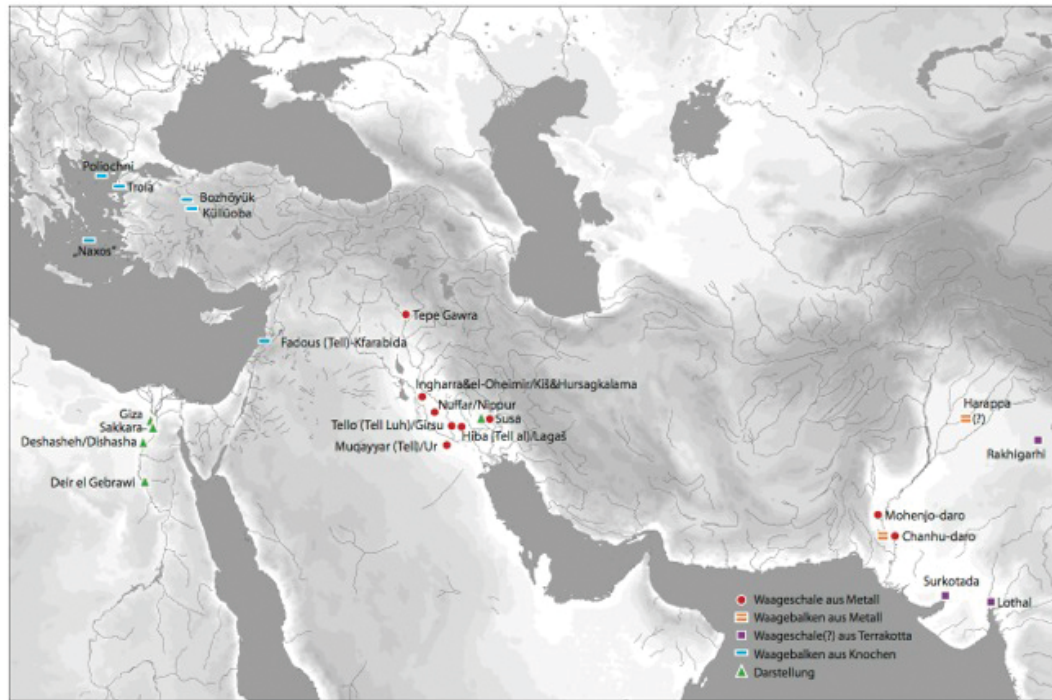 Poliochni
Troia
Bozhöyük
Küllüoba
„Naxos“
Tepe Gawra
Fadous (Tell)-Kfarabida
Ingharra&el-Oheimir/Kiš&Hursagkalama
Nuffar/Nippur
Giza
Sakkara
Susa
Tello (Tell Luh)/Girsu
Hiba (Tell al)/Lagaš
Deshasheh/Dishasha
Muqayyar (Tell)/Ur
Deir el Gebrawi
Harappa
(?)
Rakhigarhi
Mohenjo-daro
Chanhu-daro
Surkotada
Lothal
Waageschale aus Metall
Waagebalken aus Metall
Waageschale(?) aus Terrakotta
Waagebalken aus Knochen
Darstellung